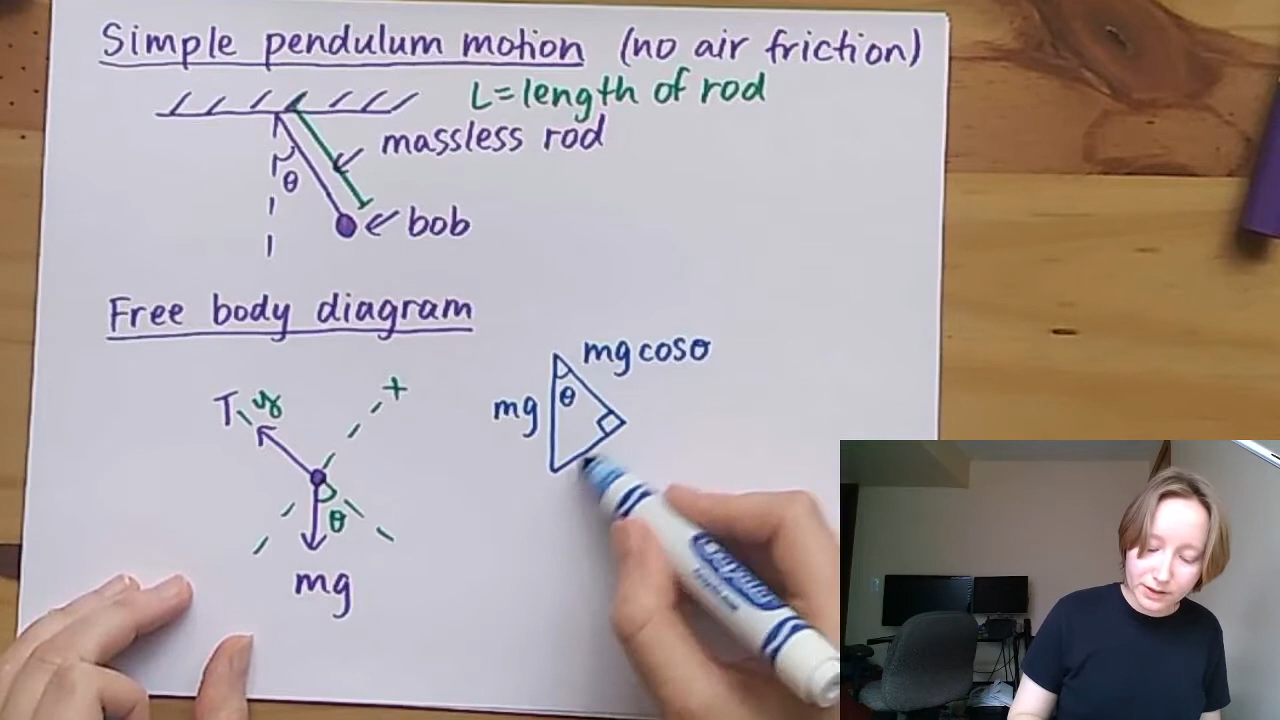 Simple pendulum motion (no air friction)
L=length of rod
massless rod
θ
bob
Free body diagram
mg cosθ
+
T
y
mg
θ
θ
mg